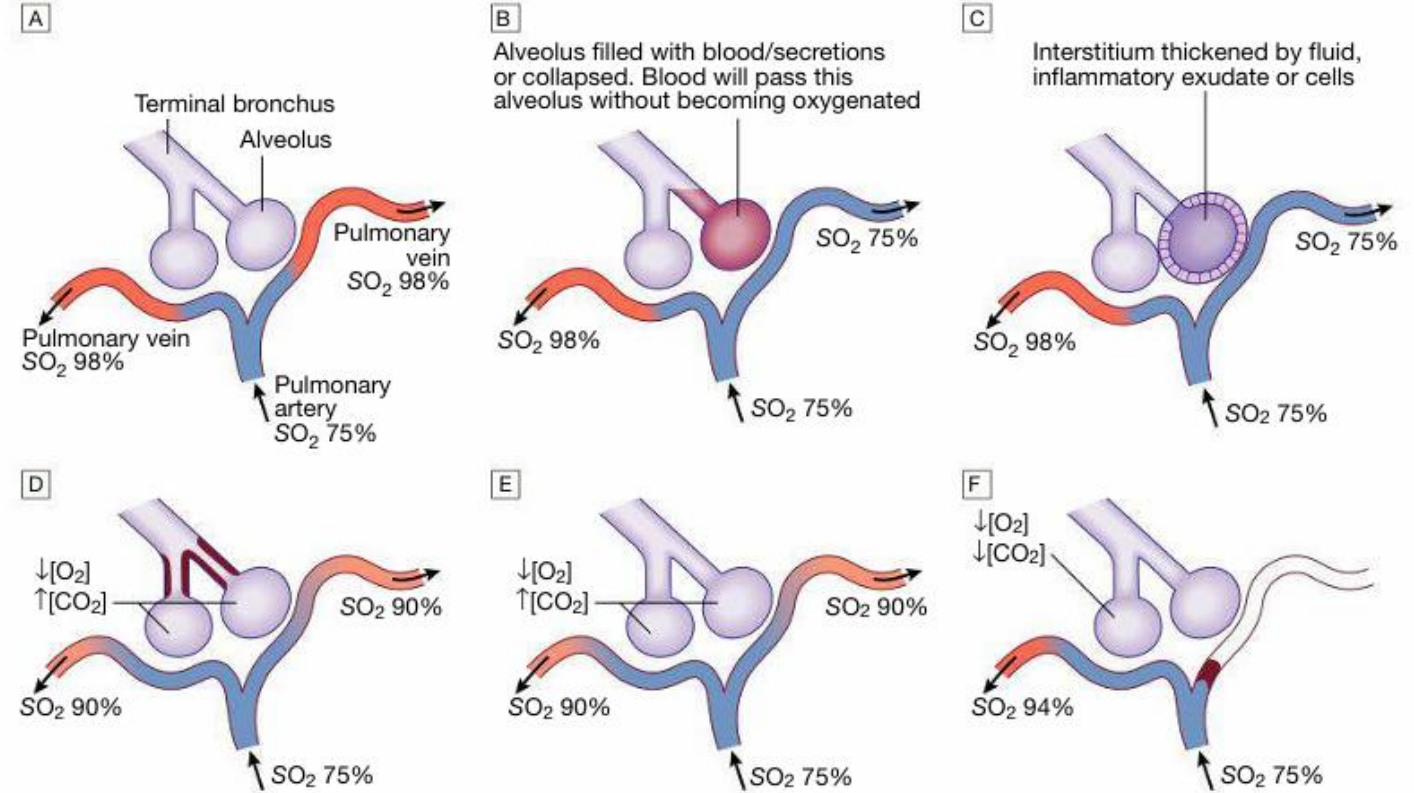 A
Terminal bronchus
Alveolus
Pulmonary
vein
SO2 98%
Pulmonary vein
SO2 98%
Pulmonary
artery
SO2 75%
B
Alveolus filled with blood/secretions
or collapsed. Blood will pass this
alveolus without becoming oxygenated
SO2 75%
SO2 98%
SO2 75%
C
Interstitium thickened by fluid,
inflammatory exudate or cells
SO2 75%
SO2 98%
SO2 75%
D
↓[O2]
↑[CO2]
SO2 90%
SO2 90%
SO2 75%
E
↓[O2]
↑[CO2]
SO2 90%
SO2 90%
SO2 75%
F
↓[O2]
↓[CO2]
SO2 94%
SO2 75%